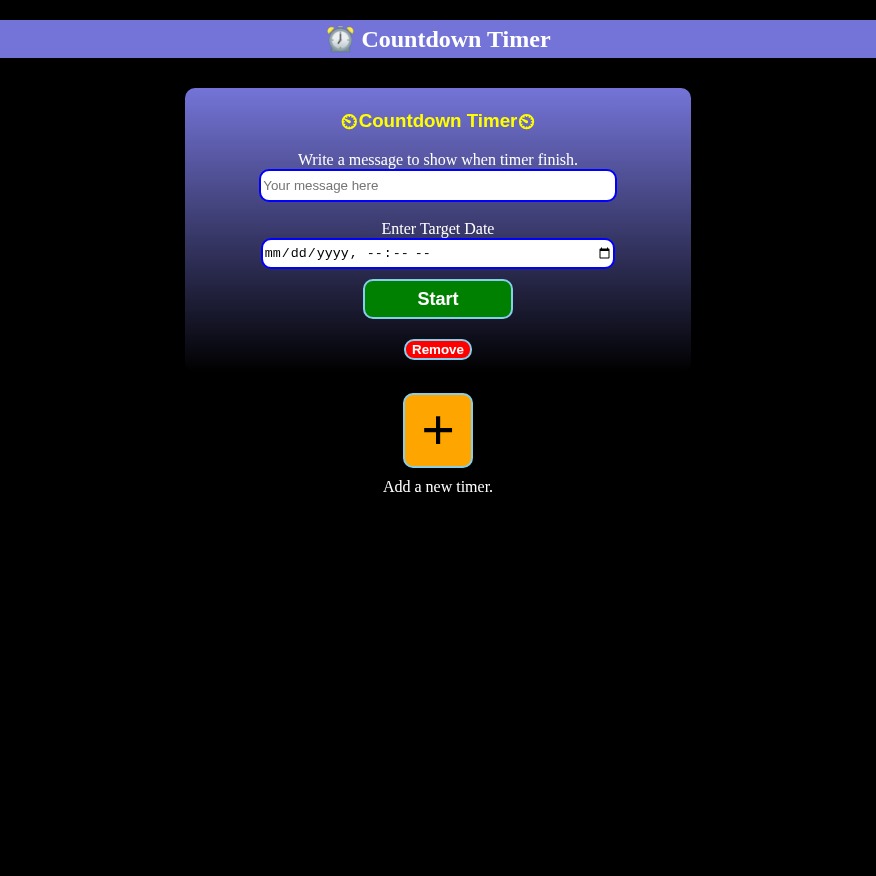 ⏰ Countdown Timer
⏲Countdown Timer⏲
Write a message to show when timer finish.
Your message here
Enter Target Date
mm/dd/yyyy, --:-- --
Start
Remove
+
Add a new timer.